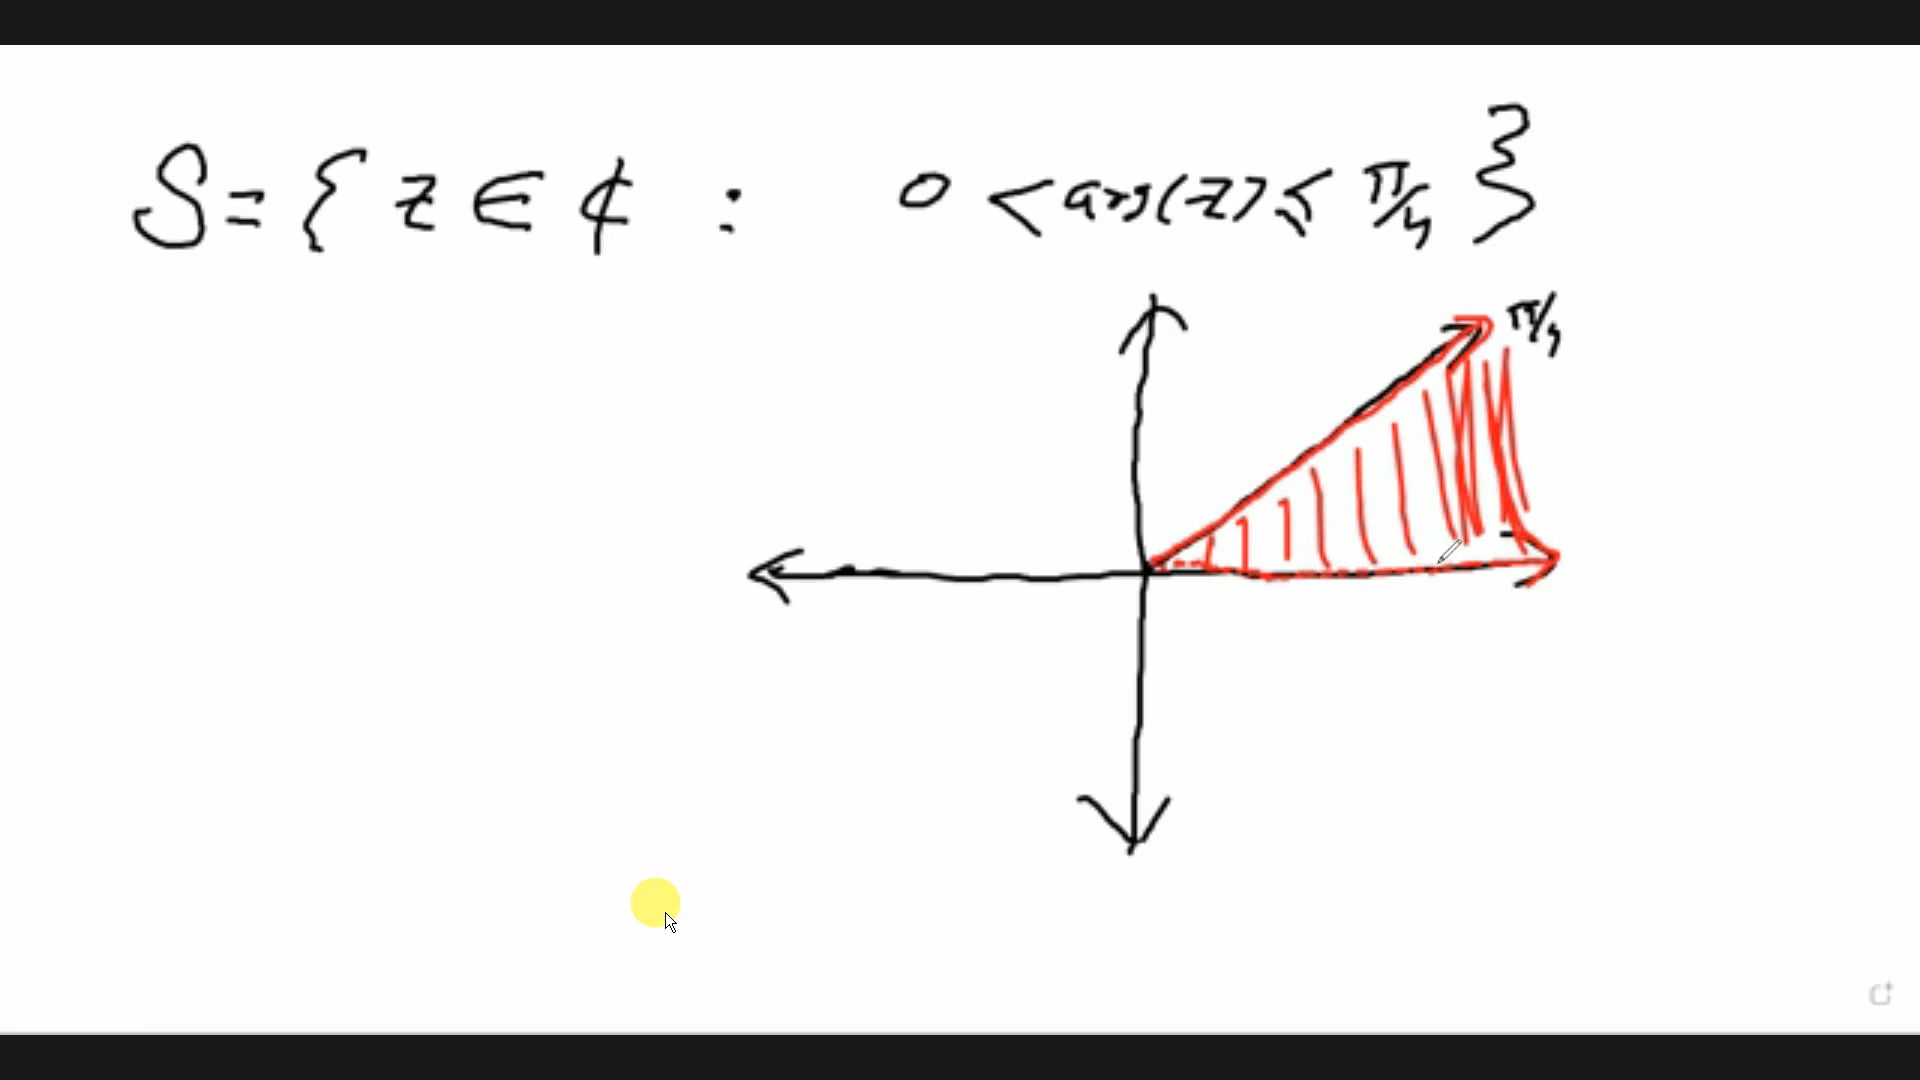 S = { z ∈ ℂ : 0 < arg(z) ≤ π/4 }
π/4